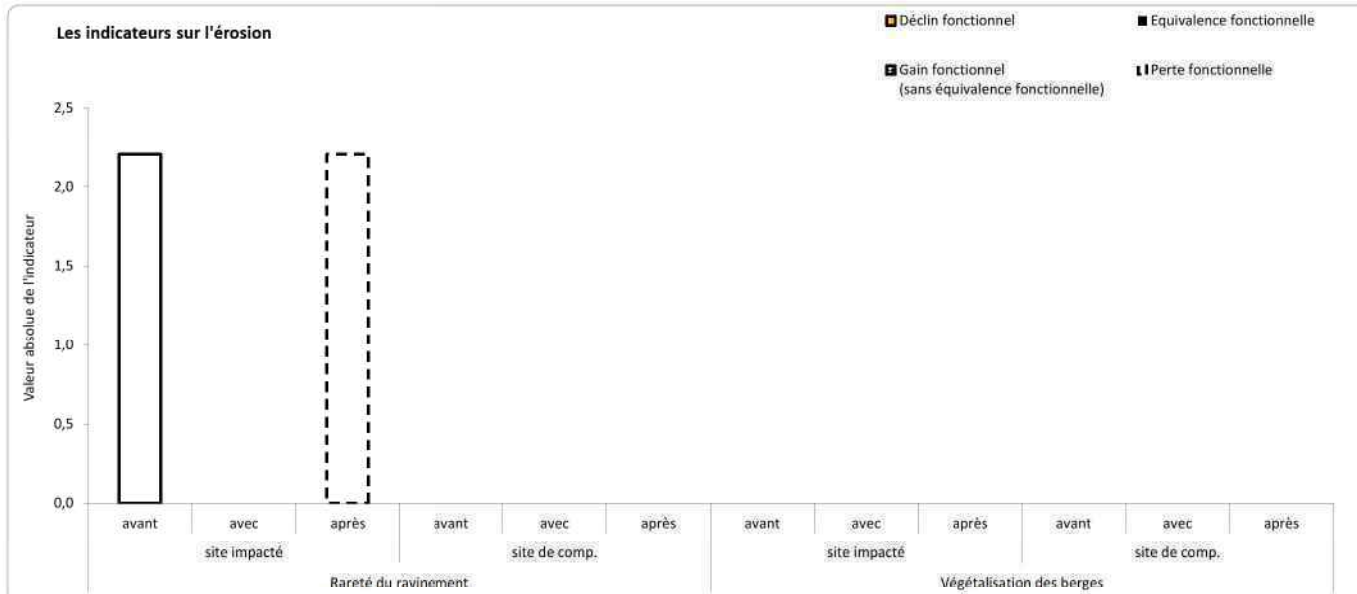 Les indicateurs sur l'érosion
Déclin fonctionnel
Equivalence fonctionnelle
Gain fonctionnel
(sans équivalence fonctionnelle)
Perte fonctionnelle
Valeur absolue de l'indicateur
2,5
2,0
1,5
1,0
0,5
0,0
avant avec après avant avec après avant avec après avant avec après
site impacté site de comp. site impacté site de comp.
Rareté du ravinement Végétalisation des berges